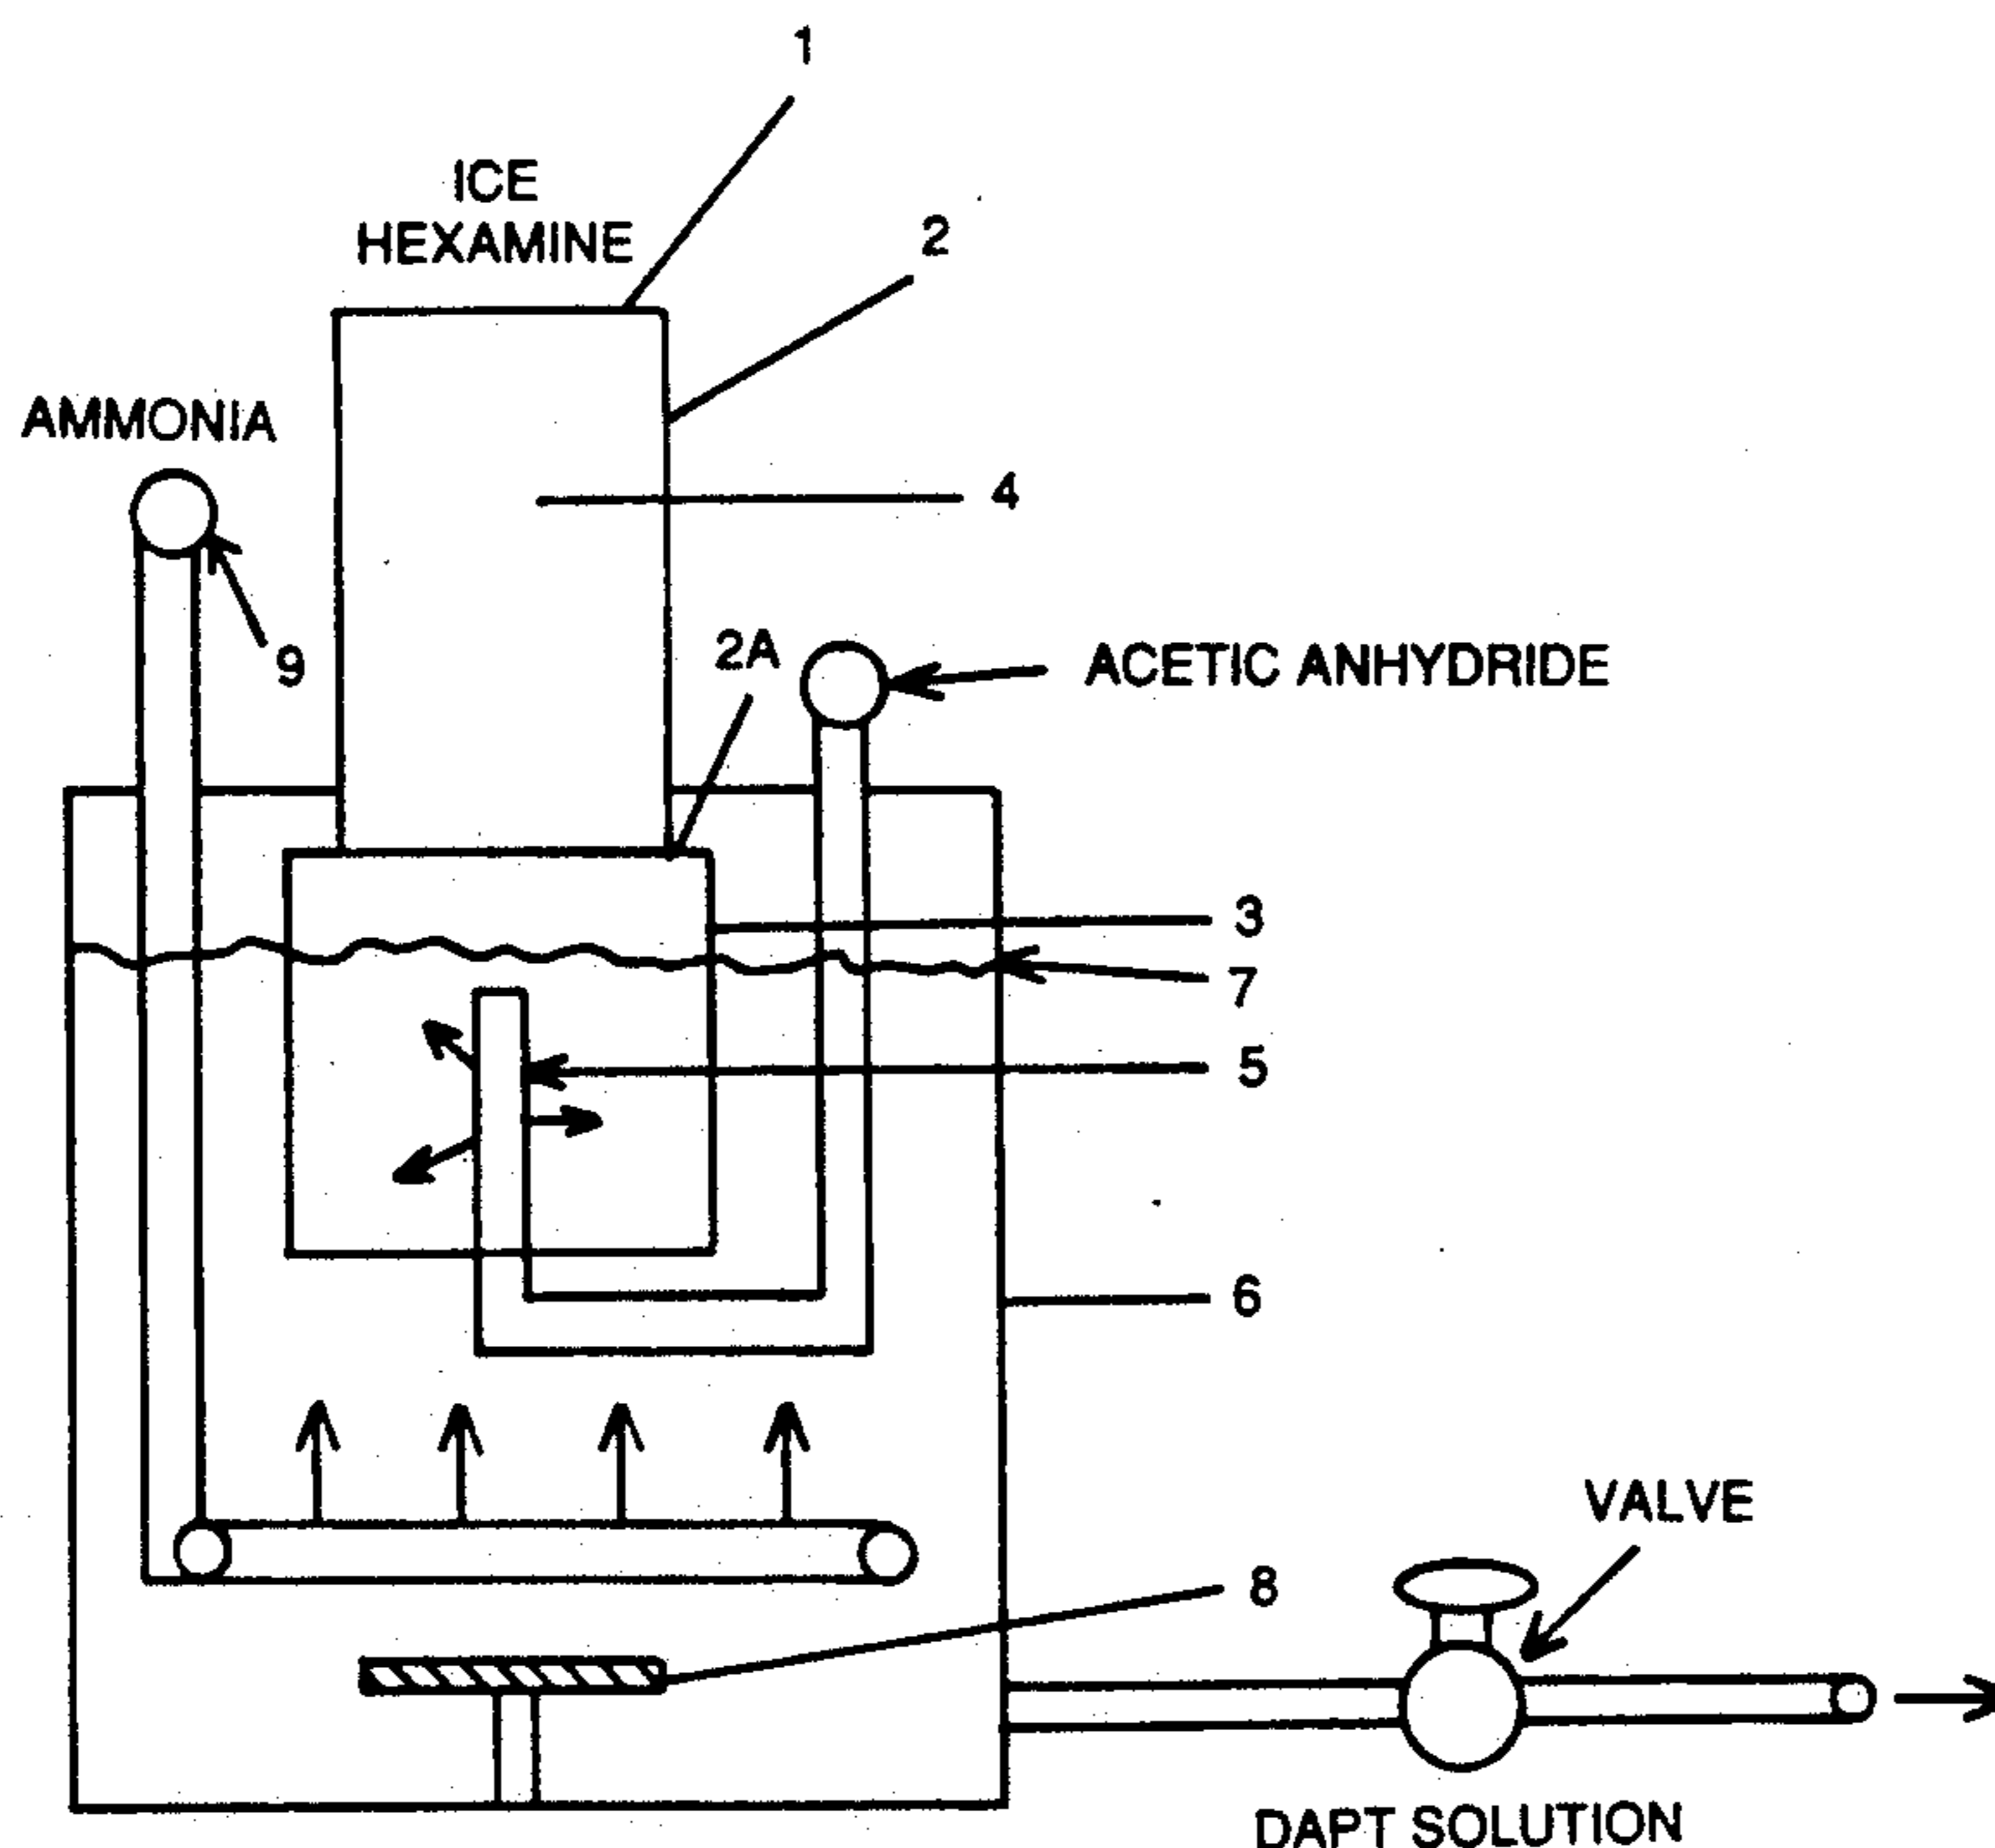 1
ICE
HEXAMINE
2
AMMONIA
4
9
2A
ACETIC ANHYDRIDE
3
7
5
6
VALVE
8
DAPT SOLUTION